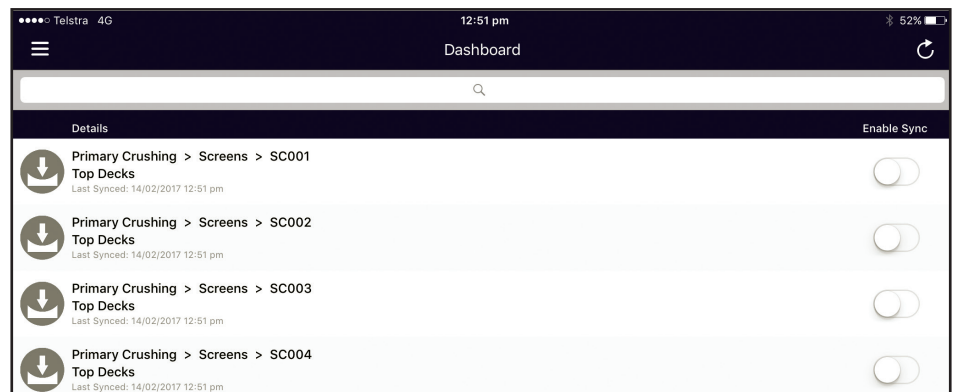 Telstra 4G 12:51 pm 52%
Dashboard
Details Enable Sync
Primary Crushing > Screens > SC001
Top Decks
Last Synced: 14/02/2017 12:51 pm
Primary Crushing > Screens > SC002
Top Decks
Last Synced: 14/02/2017 12:51 pm
Primary Crushing > Screens > SC003
Top Decks
Last Synced: 14/02/2017 12:51 pm
Primary Crushing > Screens > SC004
Top Decks
Last Synced: 14/02/2017 12:51 pm